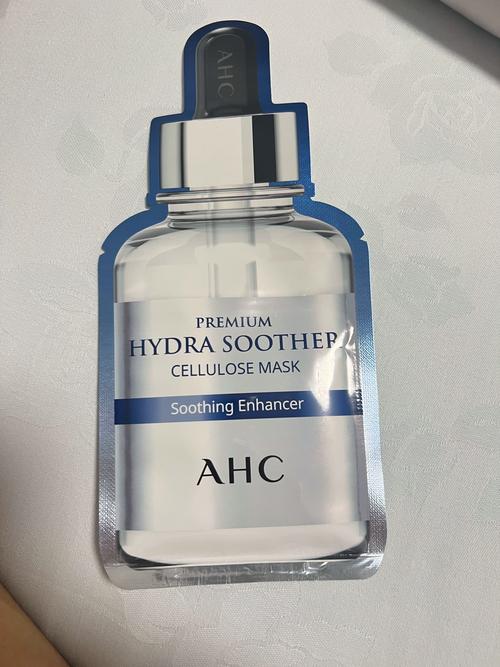 AHC
PREMIUM
HYDRA SOOTHER
CELLULOSE MASK
Soothing Enhancer
AHC